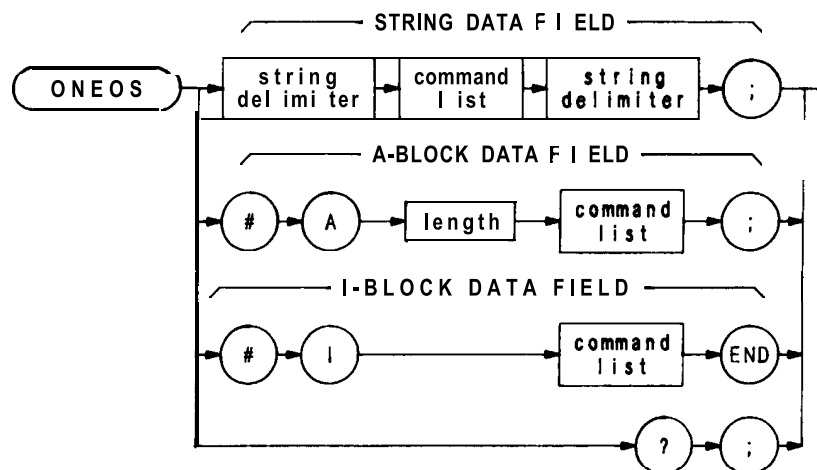 STRING DATA FIELD
ONEOS
string delimiter
command list
string delimiter
;
A-BLOCK DATA FIELD
# A length command list ;
I-BLOCK DATA FIELD
# I command list END
? ;